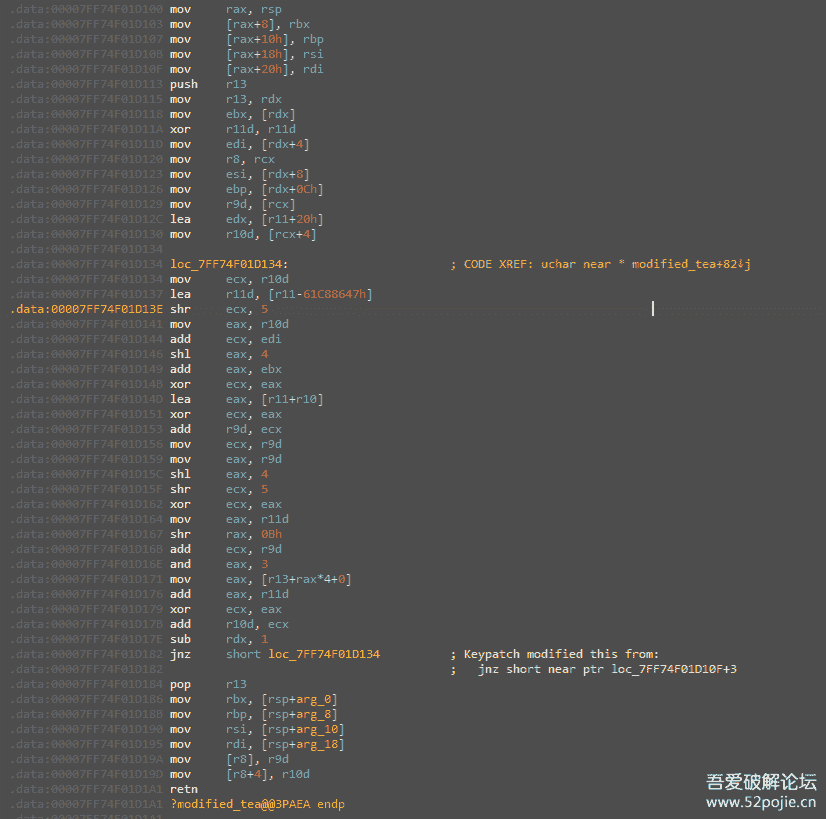 .data:00007FF74F01D100 mov rax, rsp
.data:00007FF74F01D103 mov [rax+8], rbx
.data:00007FF74F01D107 mov [rax+10h], rbp
.data:00007FF74F01D10B mov [rax+18h], rsi
.data:00007FF74F01D10F mov [rax+20h], rdi
.data:00007FF74F01D113 push r13
.data:00007FF74F01D115 mov r13, rdx
.data:00007FF74F01D118 mov ebx, [rdx]
.data:00007FF74F01D11A xor r11d, r11d
.data:00007FF74F01D11D mov edi, [rdx+4]
.data:00007FF74F01D120 mov r8, rcx
.data:00007FF74F01D123 mov esi, [rdx+8]
.data:00007FF74F01D126 mov ebp, [rdx+0Ch]
.data:00007FF74F01D129 mov r9d, [rcx]
.data:00007FF74F01D12C lea edx, [r11+20h]
.data:00007FF74F01D130 mov r10d, [rcx+4]
.data:00007FF74F01D134
.data:00007FF74F01D134 loc_7FF74F01D134: ; CODE XREF: uchar near * modified_tea+82↓j
.data:00007FF74F01D134 mov ecx, r10d
.data:00007FF74F01D137 lea r11d, [r11-61C88647h]
.data:00007FF74F01D13E shr ecx, 5
.data:00007FF74F01D141 mov eax, r10d
.data:00007FF74F01D144 add ecx, edi
.data:00007FF74F01D146 shl eax, 4
.data:00007FF74F01D149 add eax, ebx
.data:00007FF74F01D14B xor ecx, eax
.data:00007FF74F01D14D lea eax, [r11+r10]
.data:00007FF74F01D151 xor ecx, eax
.data:00007FF74F01D153 add r9d, ecx
.data:00007FF74F01D156 mov ecx, r9d
.data:00007FF74F01D159 mov eax, r9d
.data:00007FF74F01D15C shl eax, 4
.data:00007FF74F01D15F shr ecx, 5
.data:00007FF74F01D162 xor ecx, eax
.data:00007FF74F01D164 mov eax, r11d
.data:00007FF74F01D167 shr rax, 0Bh
.data:00007FF74F01D16B add ecx, r9d
.data:00007FF74F01D16E and eax, 3
.data:00007FF74F01D171 mov eax, [r13+rax*4+0]
.data:00007FF74F01D176 add eax, r11d
.data:00007FF74F01D179 xor ecx, eax
.data:00007FF74F01D17B add r10d, ecx
.data:00007FF74F01D17E sub rdx, 1
.data:00007FF74F01D182 jnz short loc_7FF74F01D134 ; Keypatch modified this from:
.data:00007FF74F01D182 ; jnz short near ptr loc_7FF74F01D10F+3
.data:00007FF74F01D184 pop r13
.data:00007FF74F01D186 mov rbx, [rsp+arg_0]
.data:00007FF74F01D18B mov rbp, [rsp+arg_8]
.data:00007FF74F01D190 mov rsi, [rsp+arg_10]
.data:00007FF74F01D195 mov rdi, [rsp+arg_18]
.data:00007FF74F01D19A mov [r8], r9d
.data:00007FF74F01D19D mov [r8+4], r10d
.data:00007FF74F01D1A1 retn
.data:00007FF74F01D1A1 ?modified_tea@@3PAEA endp
.data:00007FF74F01D1A1
吾爱破解论坛
www.52pojie.cn